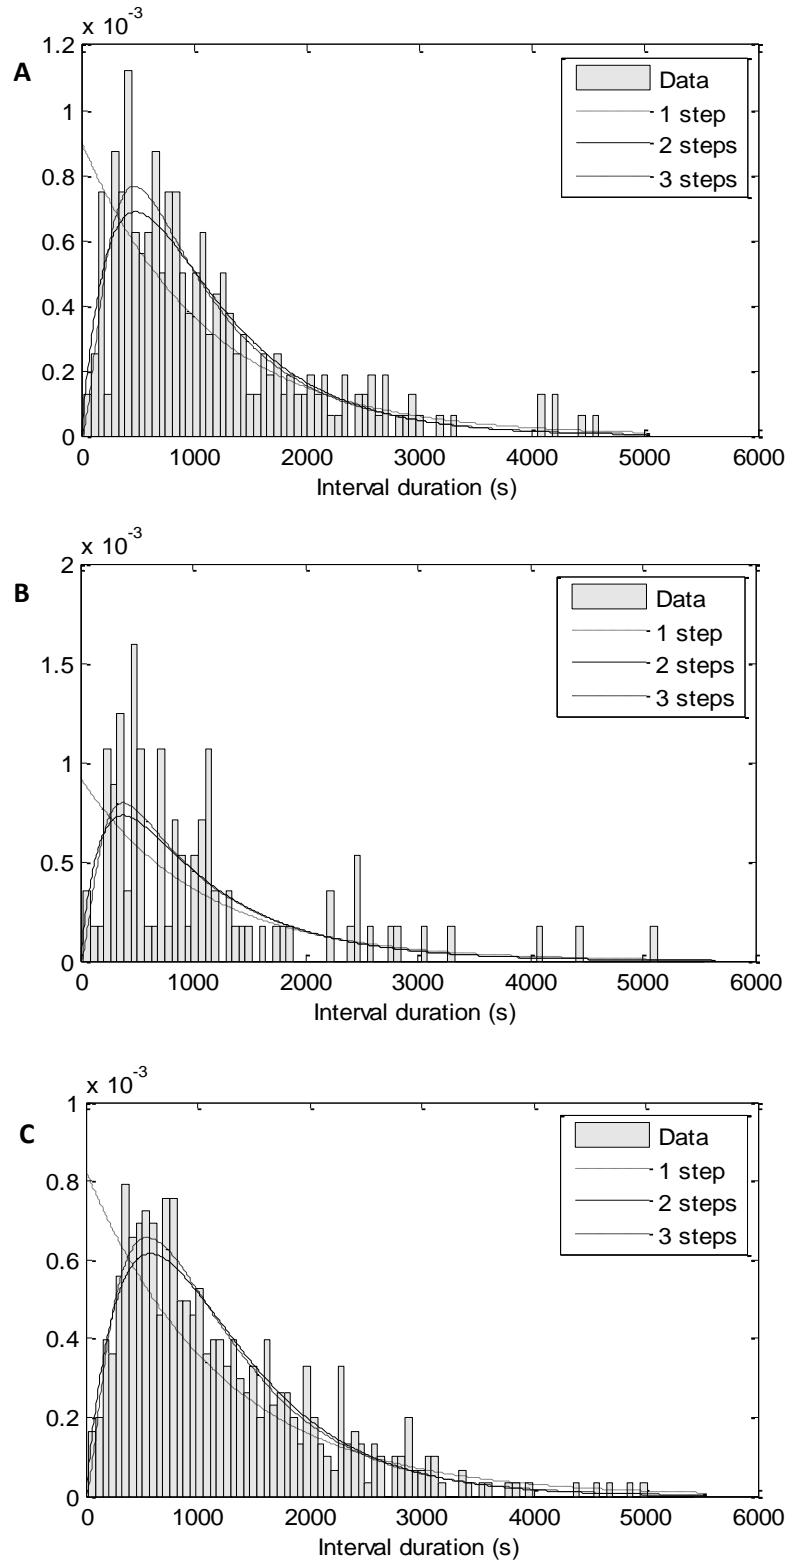 x 10-3
A
1.2
1
0.8
0.6
0.4
0.2
0
0 1000 2000 3000 4000 5000 6000
Interval duration (s)
Data
1 step
2 steps
3 steps
x 10-3
B
2
1.5
1
0.5
0
0 1000 2000 3000 4000 5000 6000
Interval duration (s)
Data
1 step
2 steps
3 steps
x 10-3
C
1
0.8
0.6
0.4
0.2
0
0 1000 2000 3000 4000 5000 6000
Interval duration (s)
Data
1 step
2 steps
3 steps